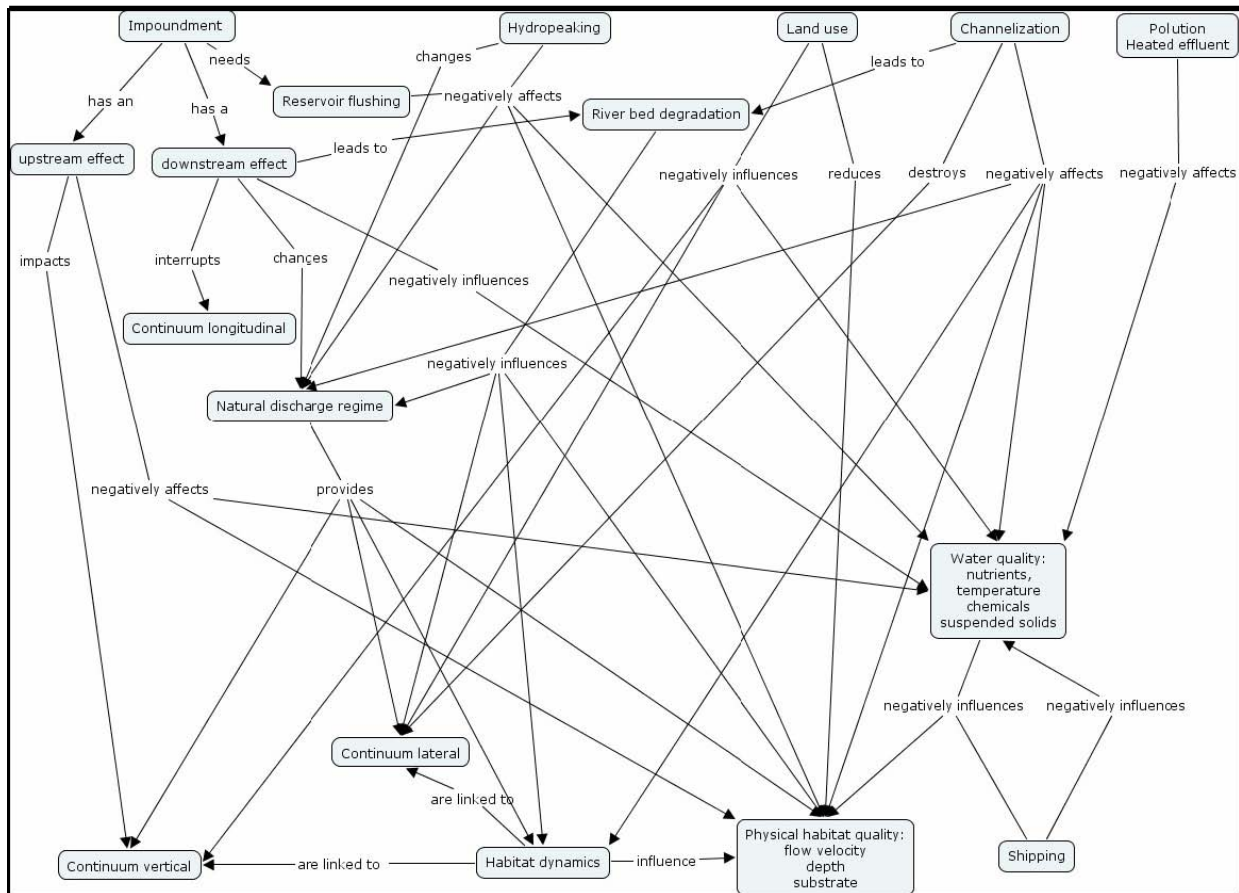 Impoundment
Hydropeaking
Land use
Channelization
Polution
Heated effluent
changes
needs
leads to
has an
has a
Reservoir flushing
negatively affects
River bed degradation
upstream effect
downstream effect
leads to
negatively influences
reduces
destroys
negatively affects
negatively affects
impacts
interrupts
changes
negatively influences
Continuum longitudinal
negatively influences
Natural discharge regime
negatively affects
provides
Water quality:
nutrients,
temperature
chemicals
suspended solids
negatively influences
negatively influences
Continuum lateral
are linked to
Physical habitat quality:
flow velocity
depth
substrate
Shipping
Continuum vertical
are linked to
Habitat dynamics
influence